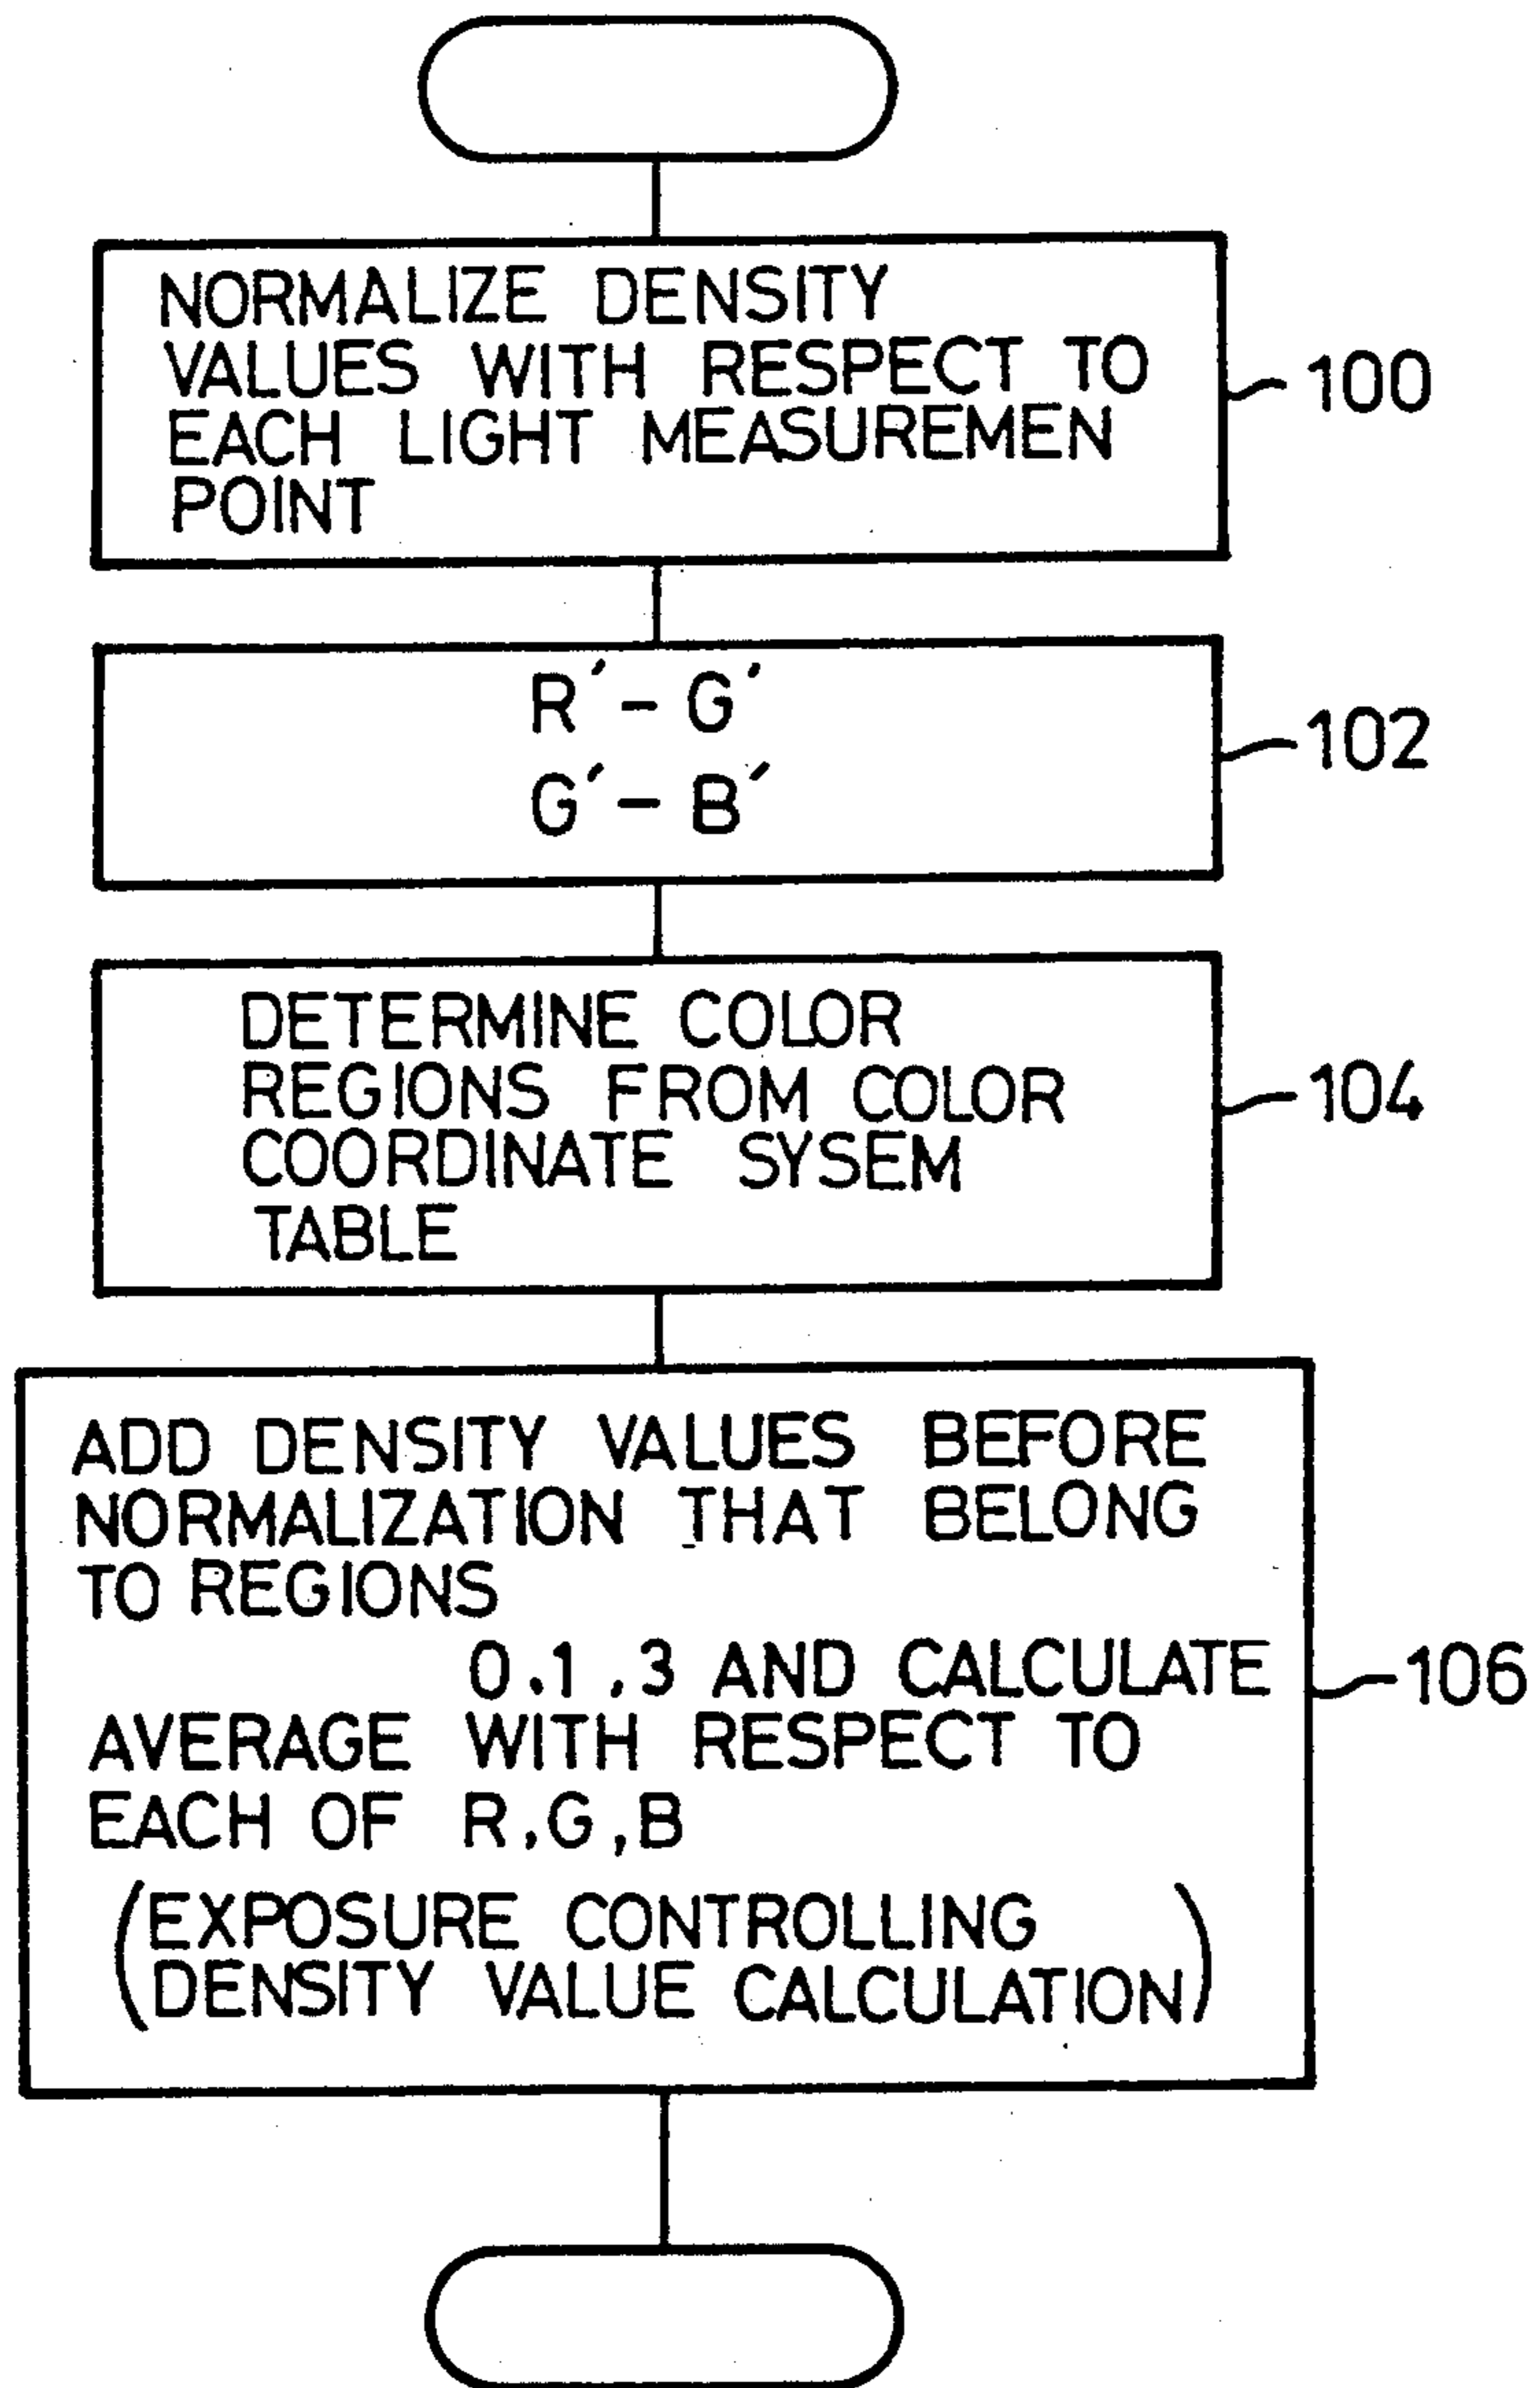 NORMALIZE DENSITY
VALUES WITH RESPECT TO
EACH LIGHT MEASUREMEN
POINT
100
R′- G′
G′- B′
102
DETERMINE COLOR
REGIONS FROM COLOR
COORDINATE SYSEM
TABLE
104
ADD DENSITY VALUES BEFORE
NORMALIZATION THAT BELONG
TO REGIONS
0.1,3 AND CALCULATE
AVERAGE WITH RESPECT TO
EACH OF R,G,B
(EXPOSURE CONTROLLING
DENSITY VALUE CALCULATION)
106